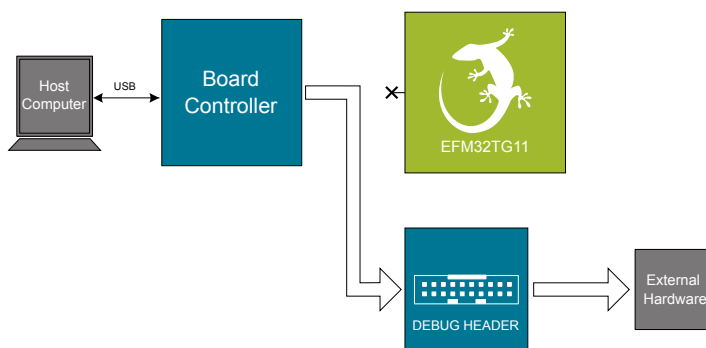 Host
Computer
USB
Board
Controller
EFM32TG11
DEBUG HEADER
External
Hardware